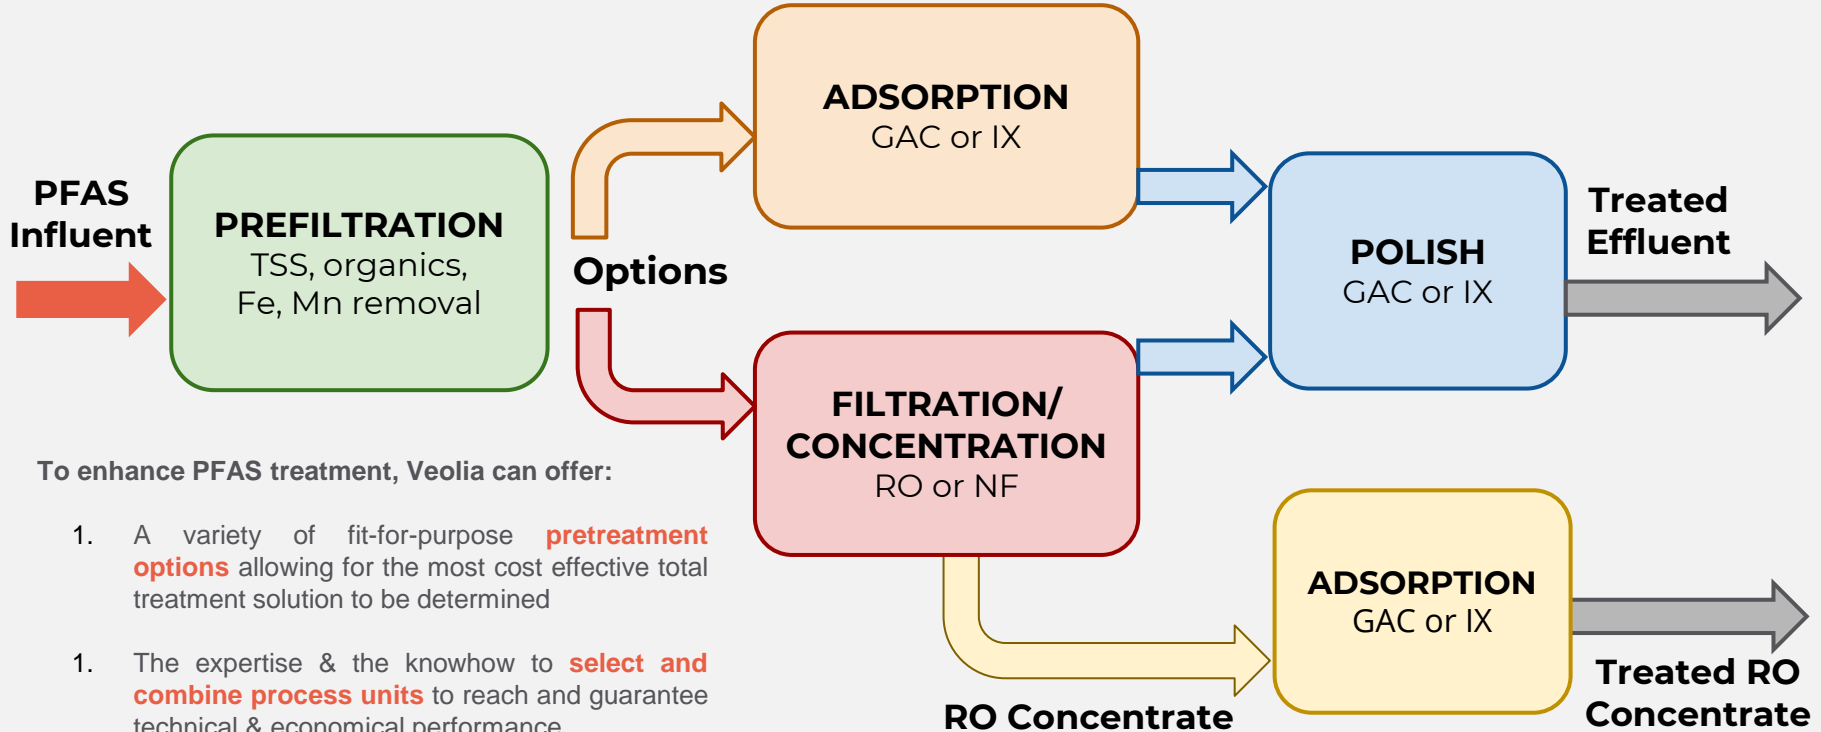 PFAS
Influent
PREFILTRATION
TSS, organics,
Fe, Mn removal
Options
ADSORPTION
GAC or IX
FILTRATION/
CONCENTRATION
RO or NF
POLISH
GAC or IX
Treated
Effluent
RO Concentrate
ADSORPTION
GAC or IX
Treated RO
Concentrate
To enhance PFAS treatment, Veolia can offer:
1. A variety of fit-for-purpose pretreatment
options allowing for the most cost effective total
treatment solution to be determined
1. The expertise & the knowhow to select and
combine process units to reach and guarantee
technical & economical performance